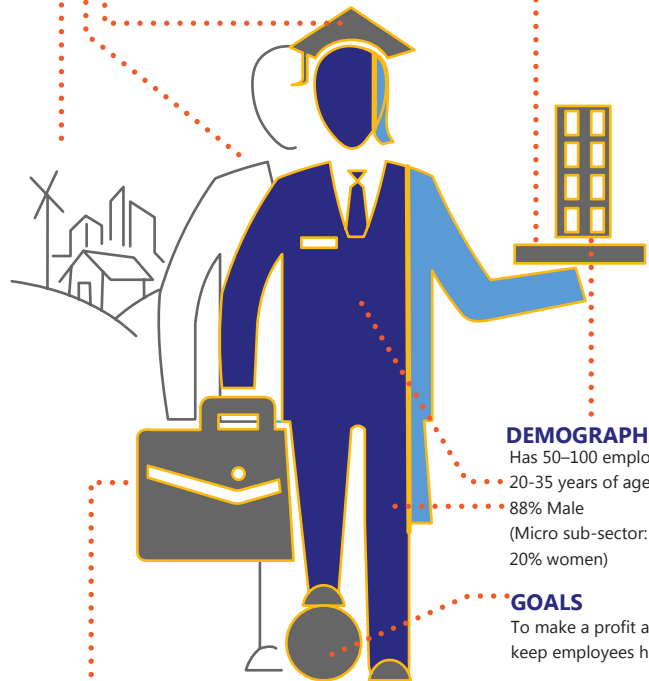 DEMOGRAPH
Has 50–100 emplo
20-35 years of age
88% Male
(Micro sub-sector:
20% women)
GOALS
To make a profit a
keep employees h